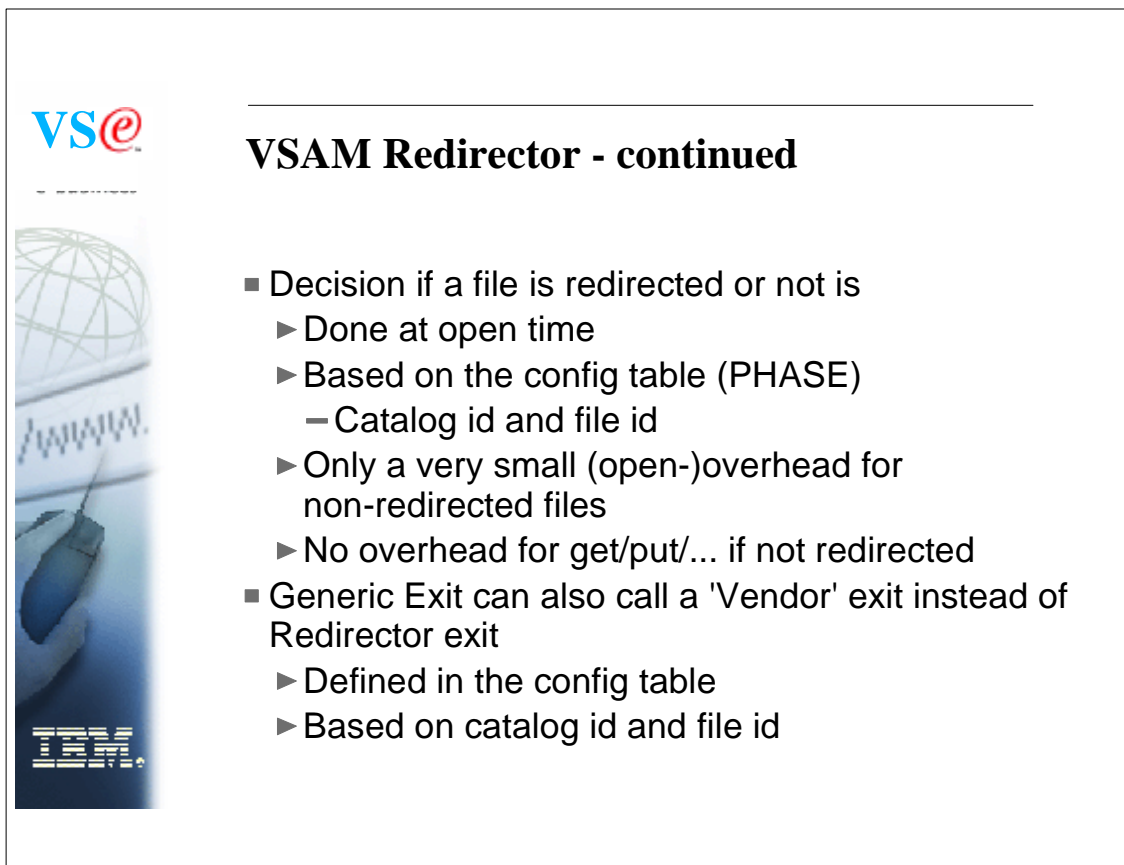 VS@
VSAM Redirector - continued
Decision if a file is redirected or not is
Done at open time
Based on the config table (PHASE)
Catalog id and file id
Only a very small (open-)overhead for
non-redirected files
No overhead for get/put/... if not redirected
Generic Exit can also call a 'Vendor' exit instead of
Redirector exit
Defined in the config table
Based on catalog id and file id
/WWW.
IBM.